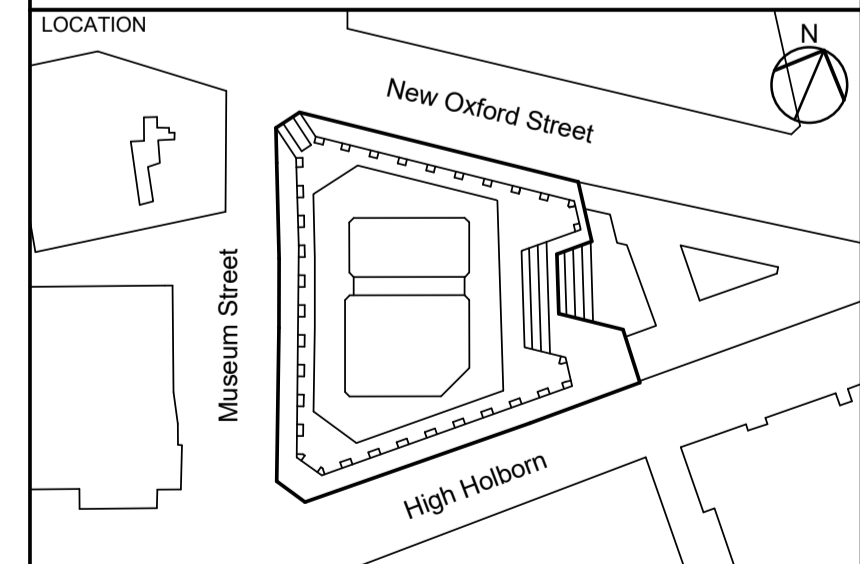 LOCATION
N
New Oxford Street
Museum Street
High Holborn